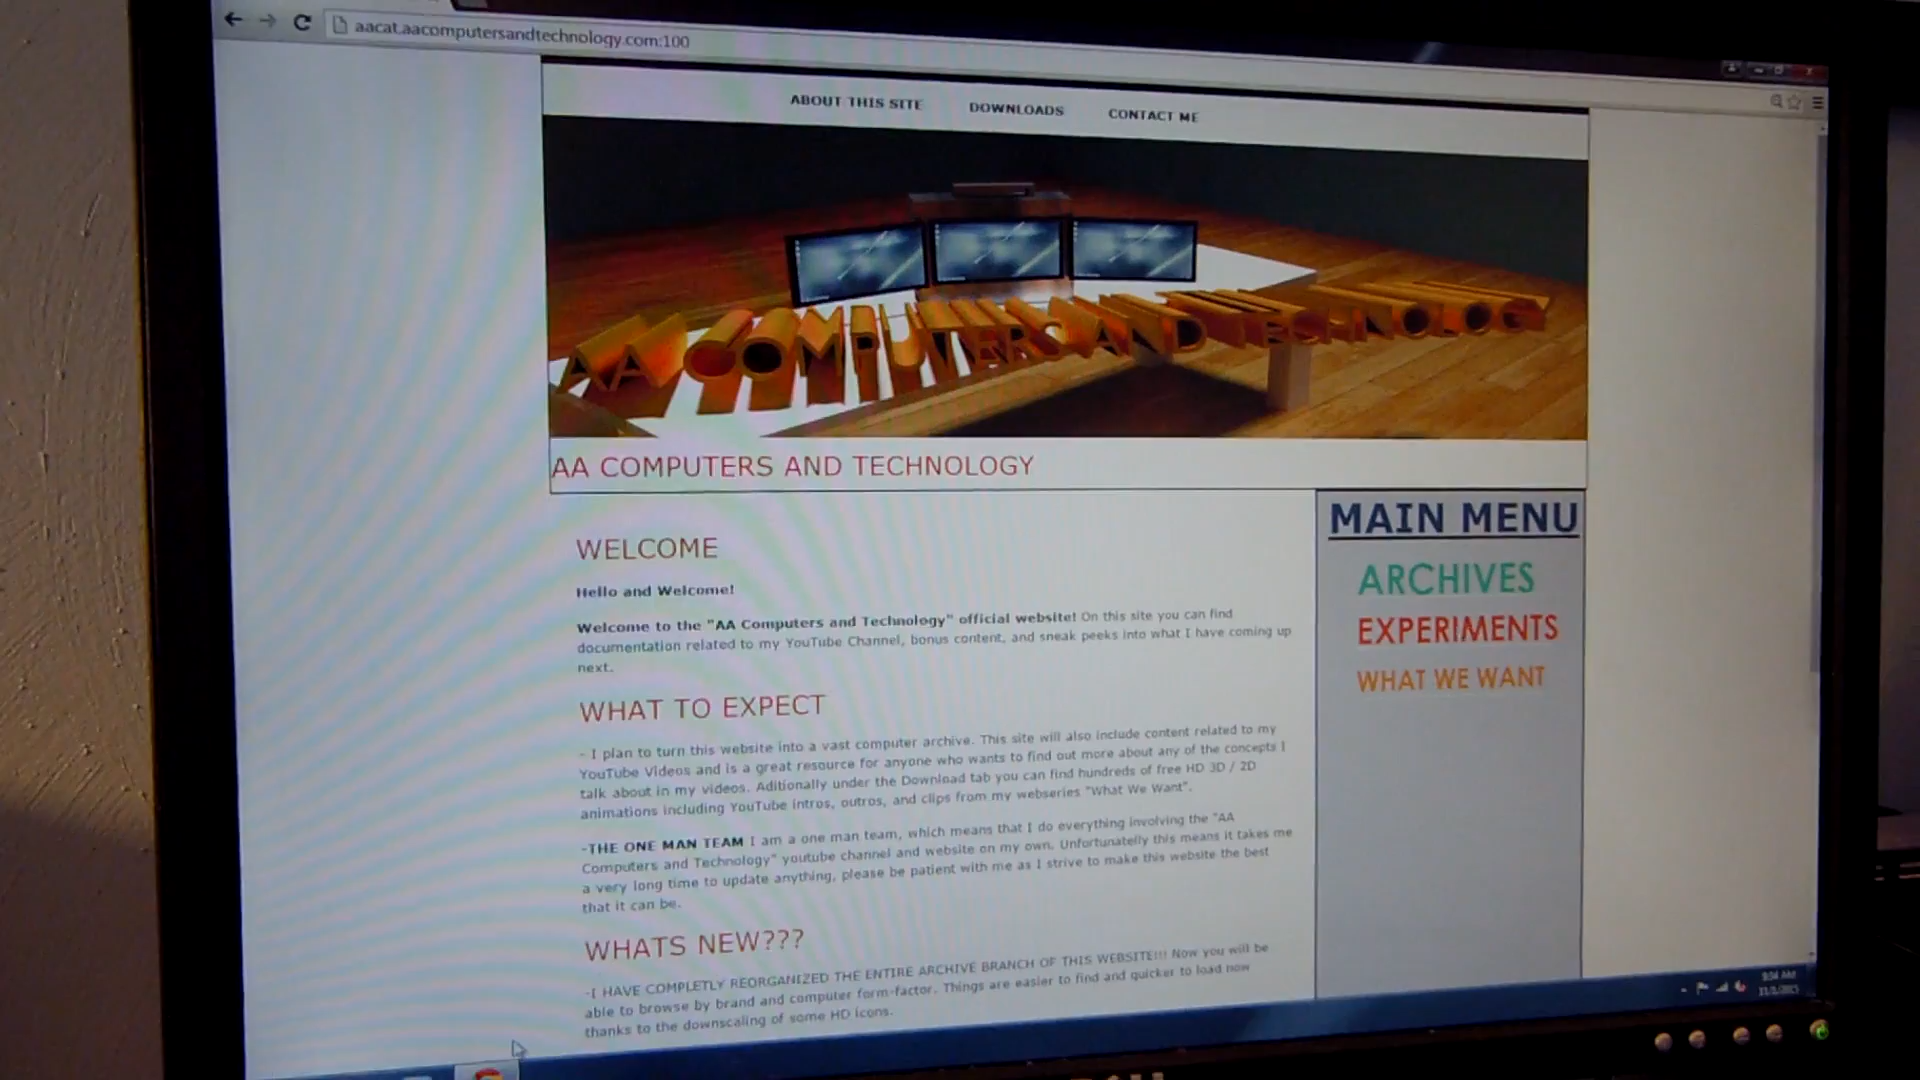 aacat.aacomputersandtechnology.com:100
ABOUT THIS SITE DOWNLOADS CONTACT ME
AA COMPUTERS AND TECHNOLOGY
AA COMPUTERS AND TECHNOLOGY
WELCOME
Hello and Welcome!
Welcome to the "AA Computers and Technology" official website! On this site you can find
documentation related to my YouTube Channel, bonus content, and sneak peeks into what I have coming up
next.
WHAT TO EXPECT
- I plan to turn this website into a vast computer archive. This site will also include content related to my
YouTube Videos and is a great resource for anyone who wants to find out more about any of the concepts I
talk about in my videos. Aditionally under the Download tab you can find hundreds of free HD 3D / 2D
animations including YouTube intros, outros, and clips from my webseries "What We Want".
-THE ONE MAN TEAM I am a one man team, which means that I do everything involving the "AA
Computers and Technology" youtube channel and website on my own. Unfortunatelly this means it takes me
a very long time to update anything, please be patient with me as I strive to make this website the best
that it can be.
WHATS NEW???
-I HAVE COMPLETLY REORGANIZED THE ENTIRE ARCHIVE BRANCH OF THIS WEBSITE!!! Now you will be
able to browse by brand and computer form-factor. Things are easier to find and quicker to load now
thanks to the downscaling of some HD icons.
MAIN MENU
ARCHIVES
EXPERIMENTS
WHAT WE WANT